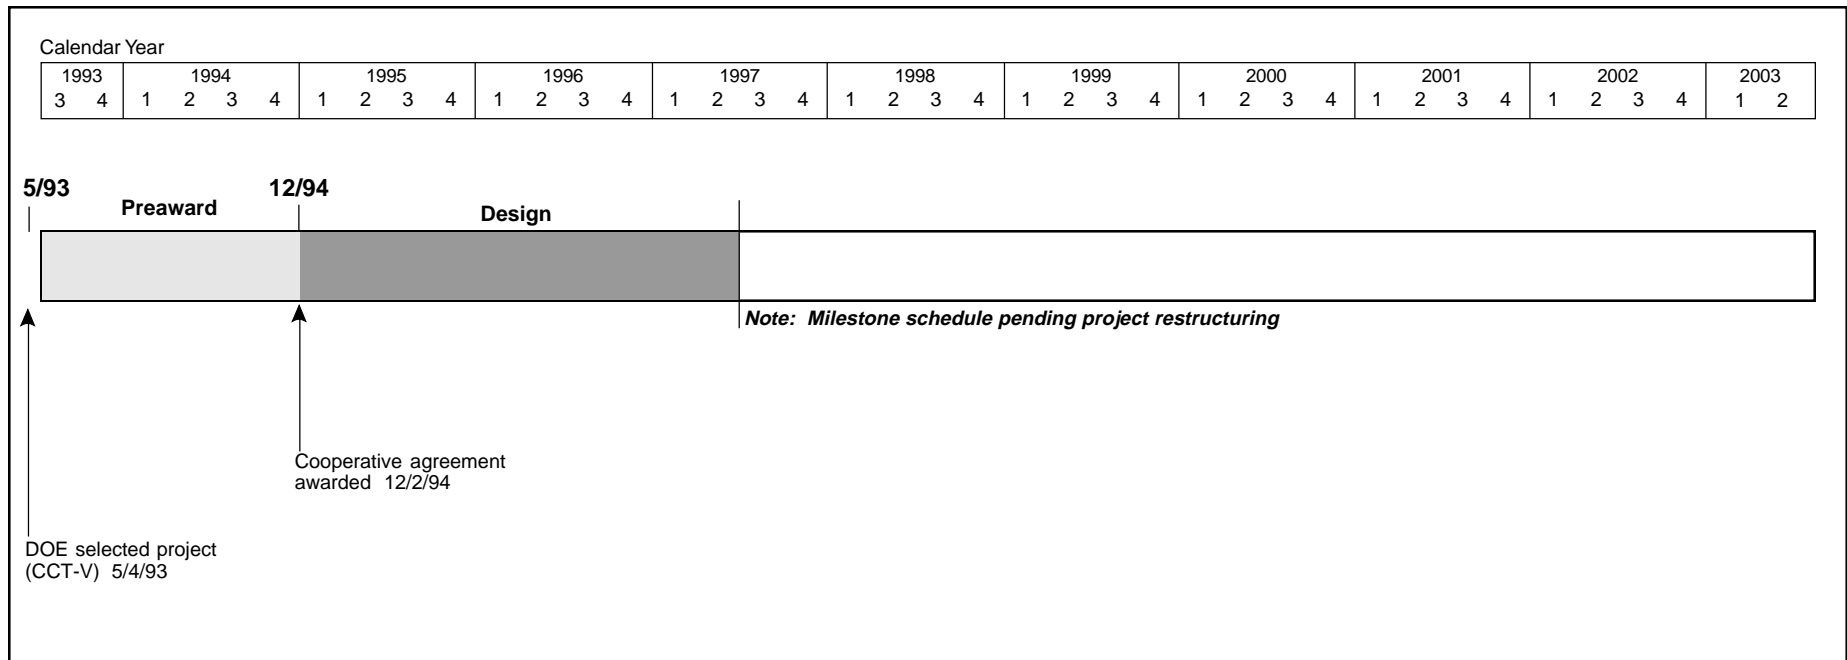 Calendar Year
1993 1994 1995 1996 1997 1998 1999 2000 2001 2002 2003
3 4 1 2 3 4 1 2 3 4 1 2 3 4 1 2 3 4 1 2 3 4 1 2 3 4 1 2 3 4 1 2 3 4 1 2 3 4 1 2
5/93 12/94
Preaward Design
Note: Milestone schedule pending project restructuring
Cooperative agreement
awarded 12/2/94
DOE selected project
(CCT-V) 5/4/93